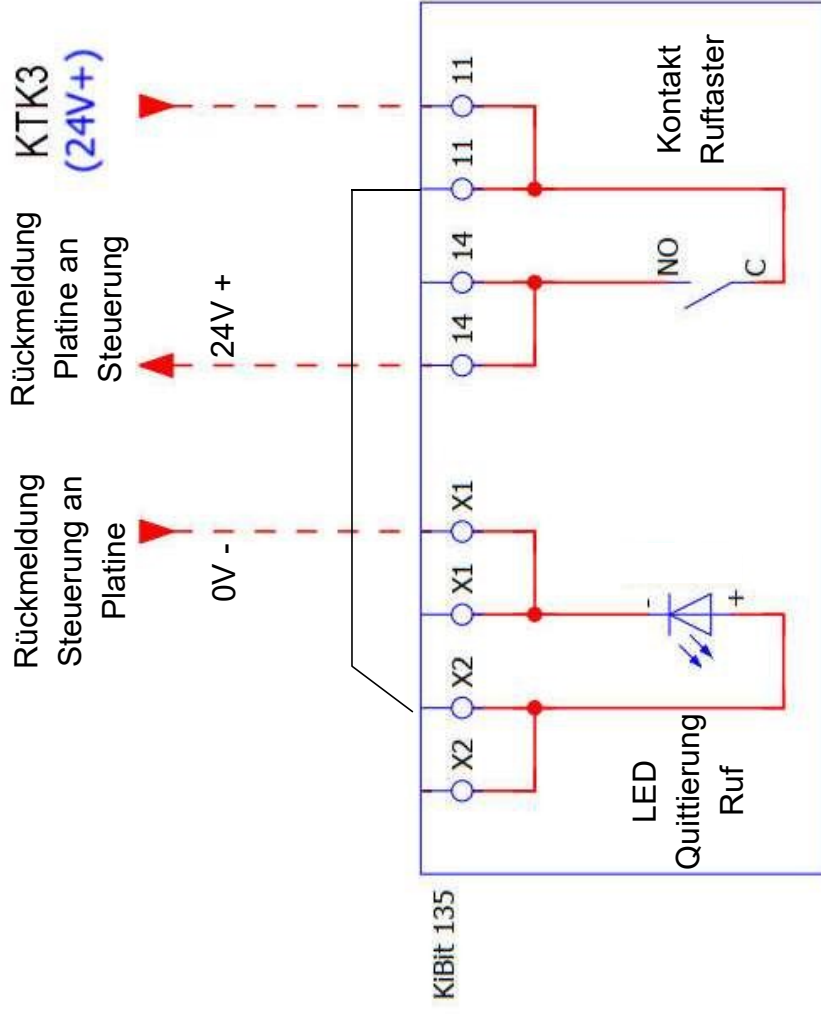 Rückmeldung
Steuerung an
Platine
Rückmeldung
Platine an
Steuerung
KTK3
(24V+)
0V -
24V +
KiBit 135
X2
X2
X1
X1
14
14
11
11
LED
Quittierung
Ruf
-
+
NO
C
Kontakt
Ruftaster